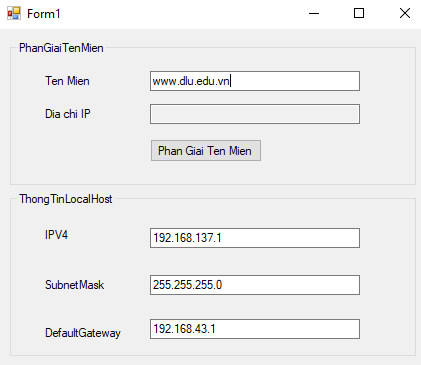 Form1
PhanGiaiTenMien
Ten Mien www.dlu.edu.vn
Dia chi IP
Phan Giai Ten Mien
ThongTinLocalHost
IPV4 192.168.137.1
SubnetMask 255.255.255.0
DefaultGateway 192.168.43.1